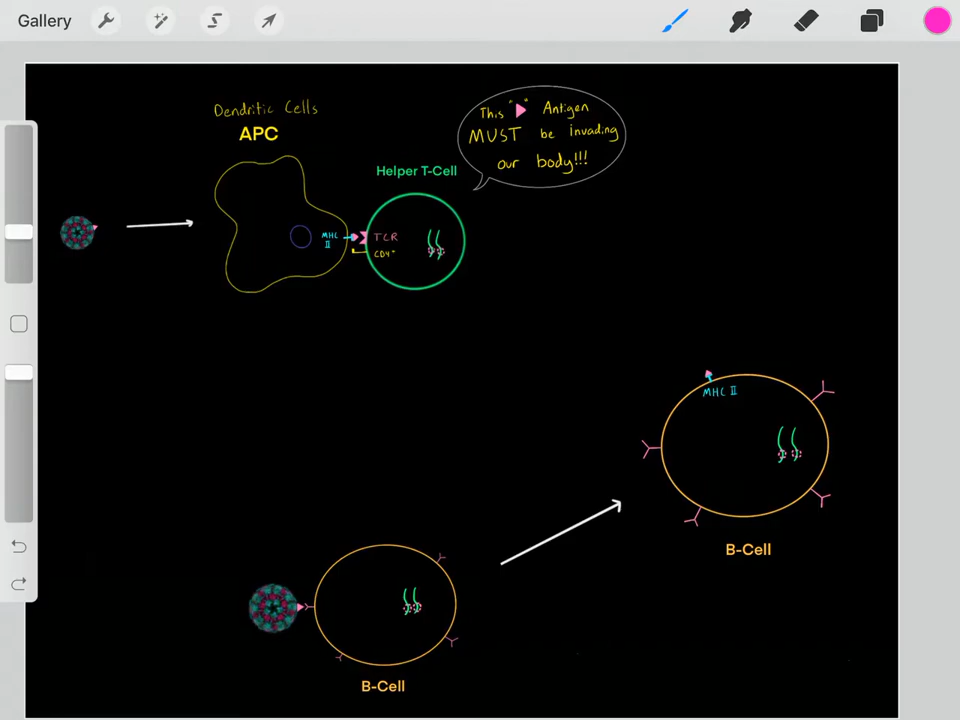 Gallery
Dendritic Cells
APC
This " " Antigen
MUST be invading
our body!!!
Helper T-Cell
MHC
II
TCR
CD4+
MHC II
B-Cell
B-Cell